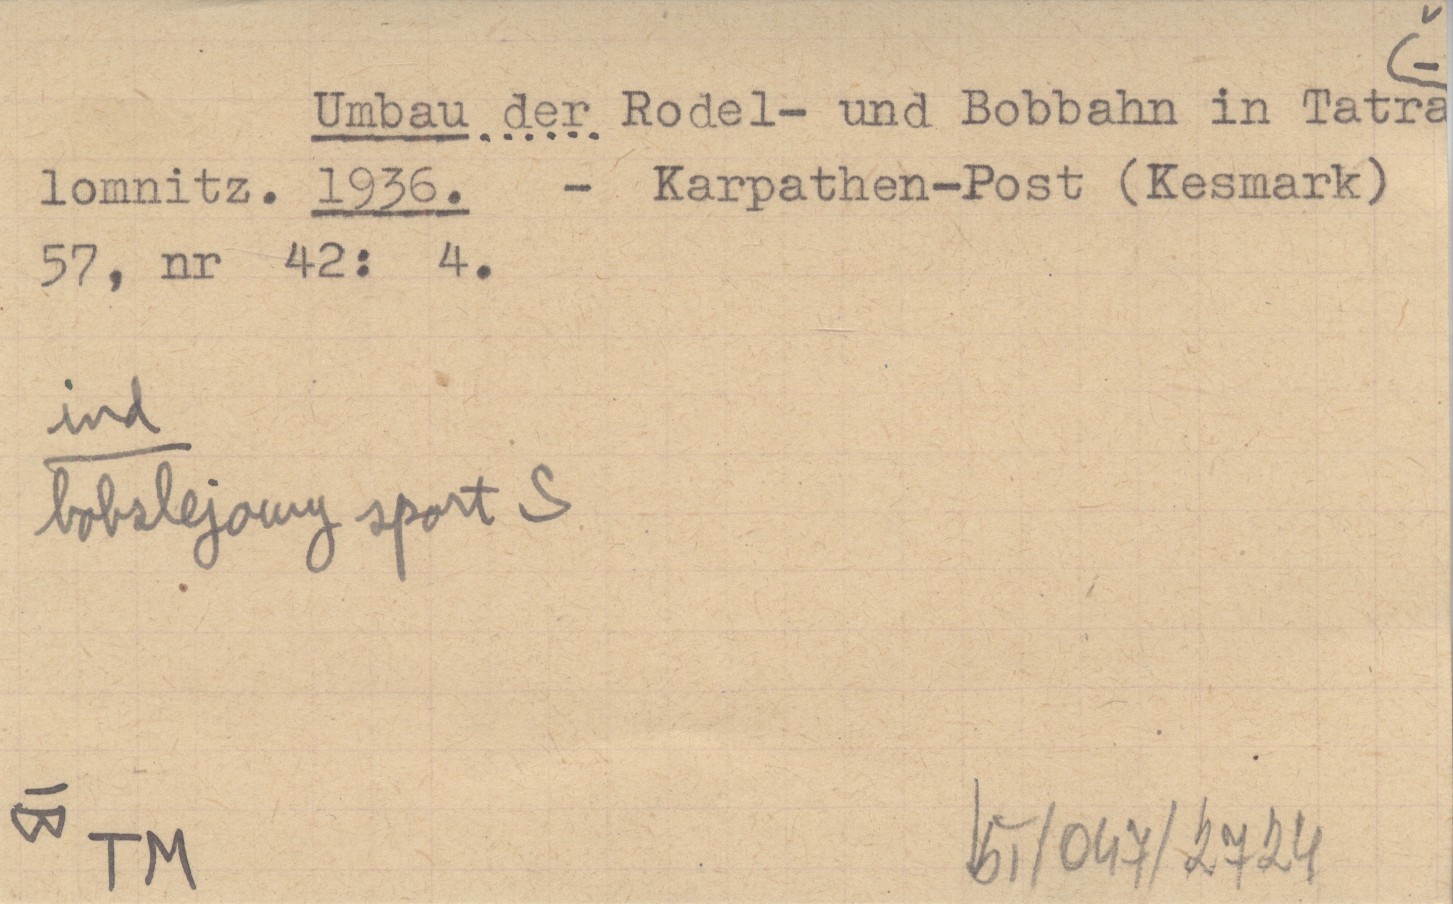 Umbau der Rodel- und Bobbahn in Tatra
lomnitz. 1936. - Karpathen-Post (Kesmark)
57, nr 42: 4.
ind
bobslejowy sport S
TM
/047/2724